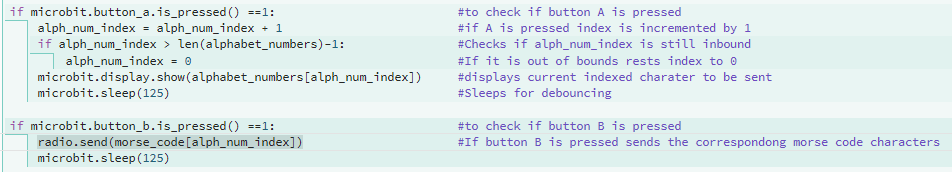 if microbit.button_a.is_pressed() ==1: #to check if button A is pressed
alph_num_index = alph_num_index + 1 #if A is pressed index is incremented by 1
if alph_num_index > len(alphabet_numbers)-1: #Checks if alph_num_index is still inbound
alph_num_index = 0 #If it is out of bounds rests index to 0
microbit.display.show(alphabet_numbers[alph_num_index]) #displays current indexed charater to be sent
microbit.sleep(125) #Sleeps for debouncing
if microbit.button_b.is_pressed() ==1: #to check if button B is pressed
radio.send(morse_code[alph_num_index]) #If button B is pressed sends the correspondong morse code characters
microbit.sleep(125)